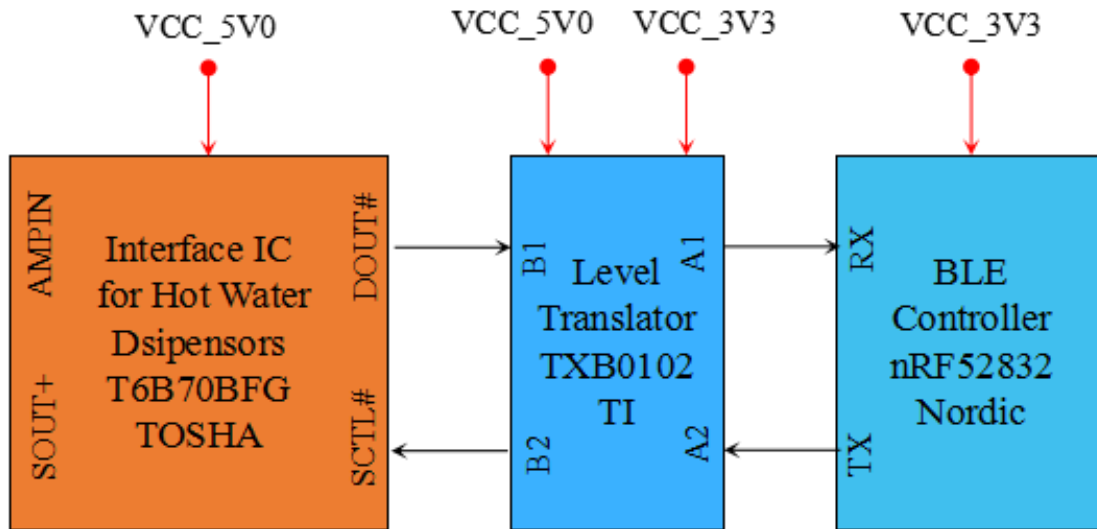 VCC_5V0
VCC_5V0
VCC_3V3
VCC_3V3
AMPIN
SOUT+
Interface IC
for Hot Water
Dsipensors
T6B70BFG
TOSHA
DOUT#
SCTL#
B1
B2
Level
Translator
TXB0102
TI
A1
A2
RX
TX
BLE
Controller
nRF52832
Nordic